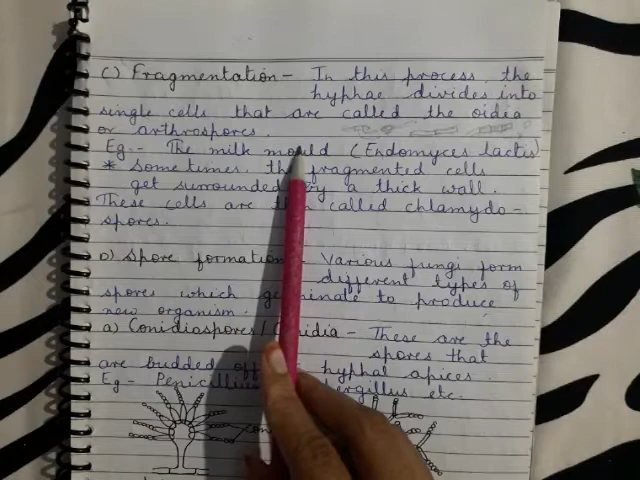 C) Fragmentation - In this process, the
hyphae divides into
single cells that are called the oidia
or arthrospores.
Eg.- The milk mould (Endomyces lactis)
* Sometimes, the fragmented cells
get surrounded by a thick wall.
These cells are then called chlamydo-
spores.
D) Spore formation - Various fungi form
different types of
spores which germinate to produce
new organism.
a) Conidiaspores/Conidia - These are the
spores that
are budded off hyphal apices.
Eg - Penicillium, Aspergillus etc.